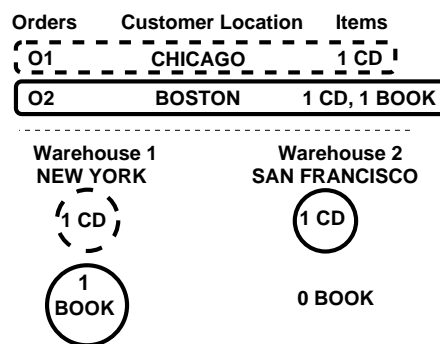 Orders Customer Location Items
O1 CHICAGO 1 CD
O2 BOSTON 1 CD, 1 BOOK
Warehouse 1 Warehouse 2
NEW YORK SAN FRANCISCO
1 CD 1 CD
1
BOOK 0 BOOK